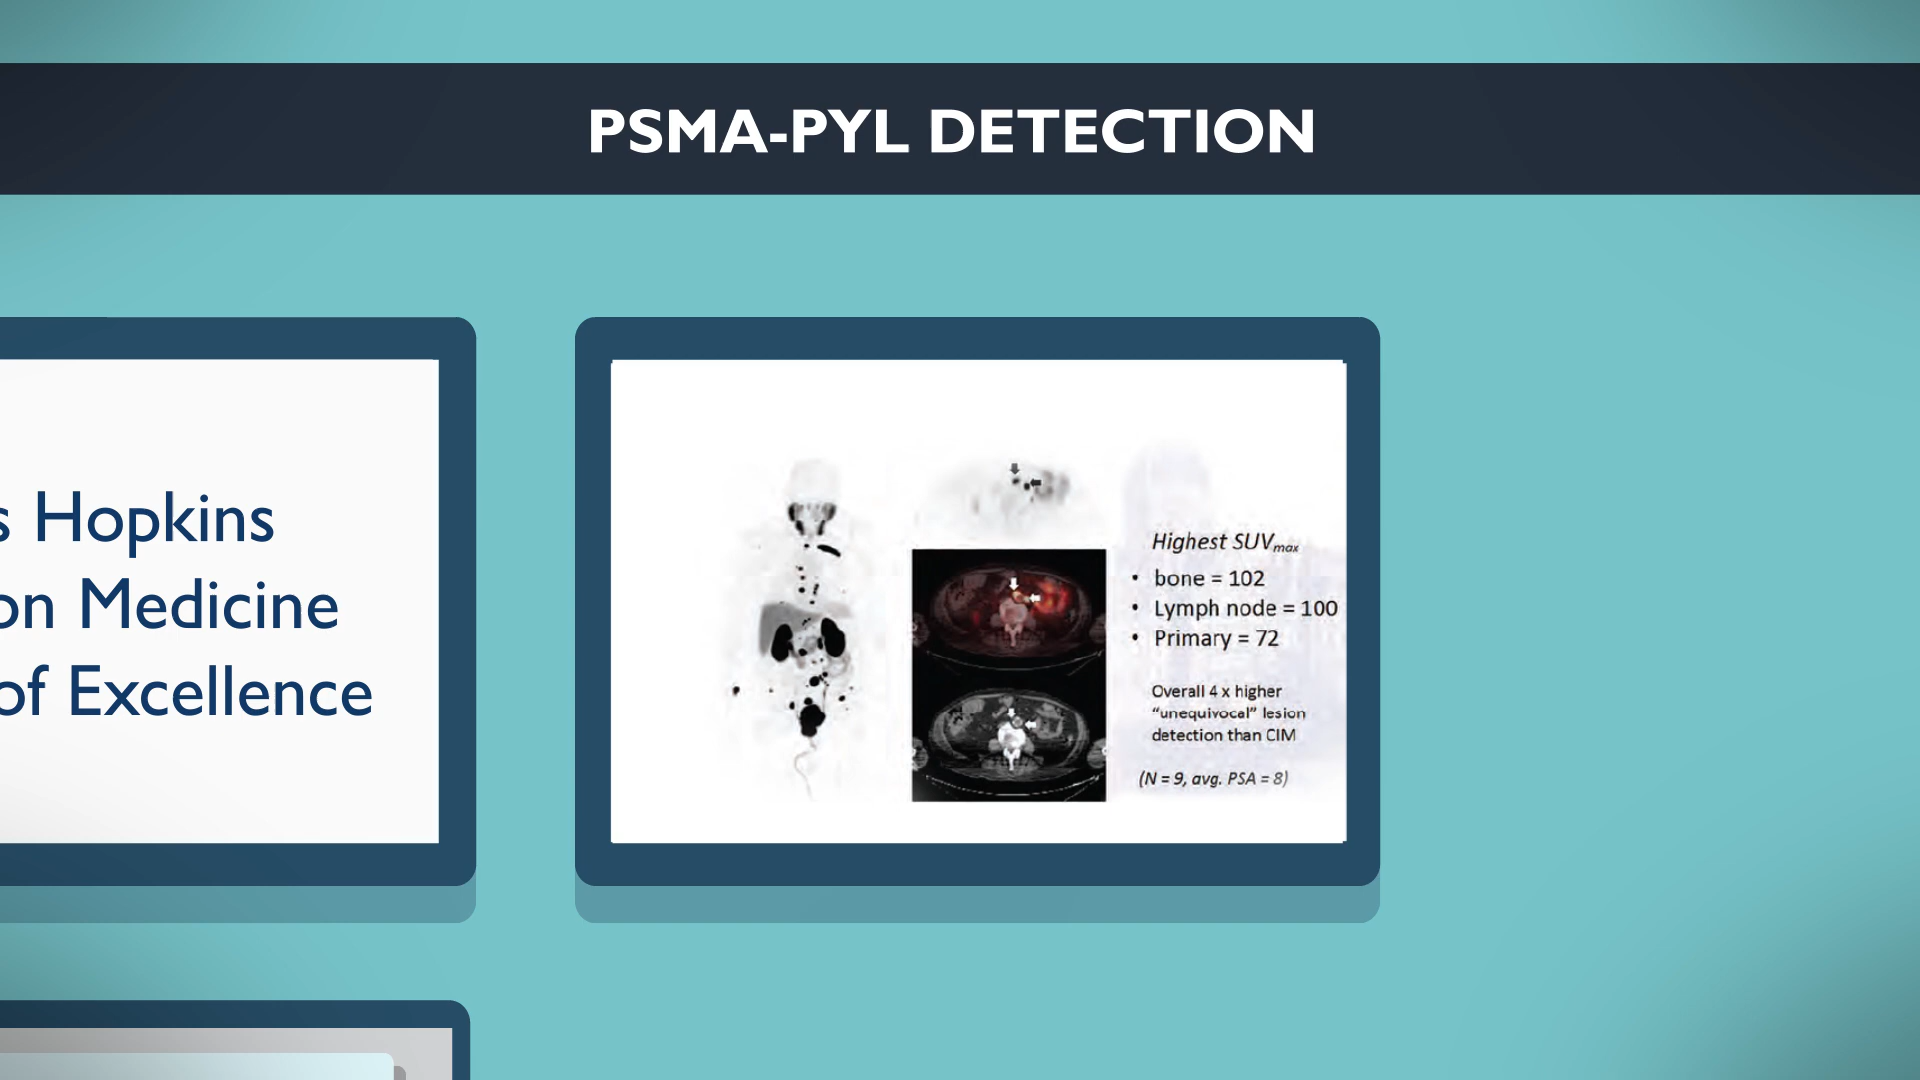 PSMA-PYL DETECTION
s Hopkins
on Medicine
of Excellence
Highest SUVmax
• bone = 102
• Lymph node = 100
• Primary = 72
Overall 4 x higher
“unequivocal” lesion
detection than CIM
(N = 9, avg. PSA = 8)